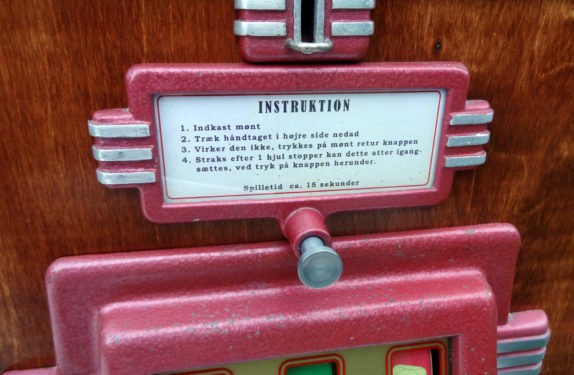 INSTRUKTION
1. Indkast mønt
2. Træk håndtaget i højre side nedad
3. Virker den ikke, trykkes på mønt retur knappen
4. Straks efter 1 hjul stopper kan dette atter igang-
sættes, ved tryk på knappen herunder.
Spilletid ca. 15 sekunder